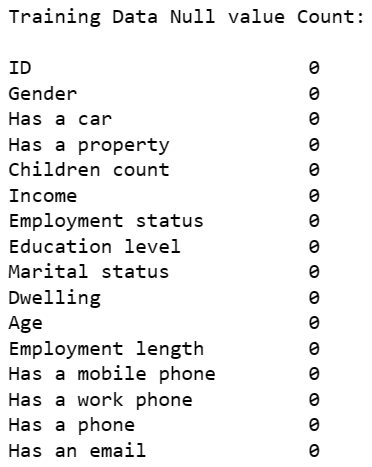 Training Data Null value Count:
ID 0
Gender 0
Has a car 0
Has a property 0
Children count 0
Income 0
Employment status 0
Education level 0
Marital status 0
Dwelling 0
Age 0
Employment length 0
Has a mobile phone 0
Has a work phone 0
Has a phone 0
Has an email 0